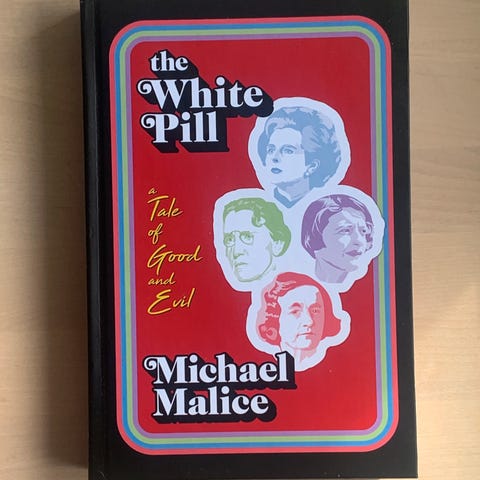 the
White
Pill
a
Tale
of
Good
and
Evil
Michael
Malice